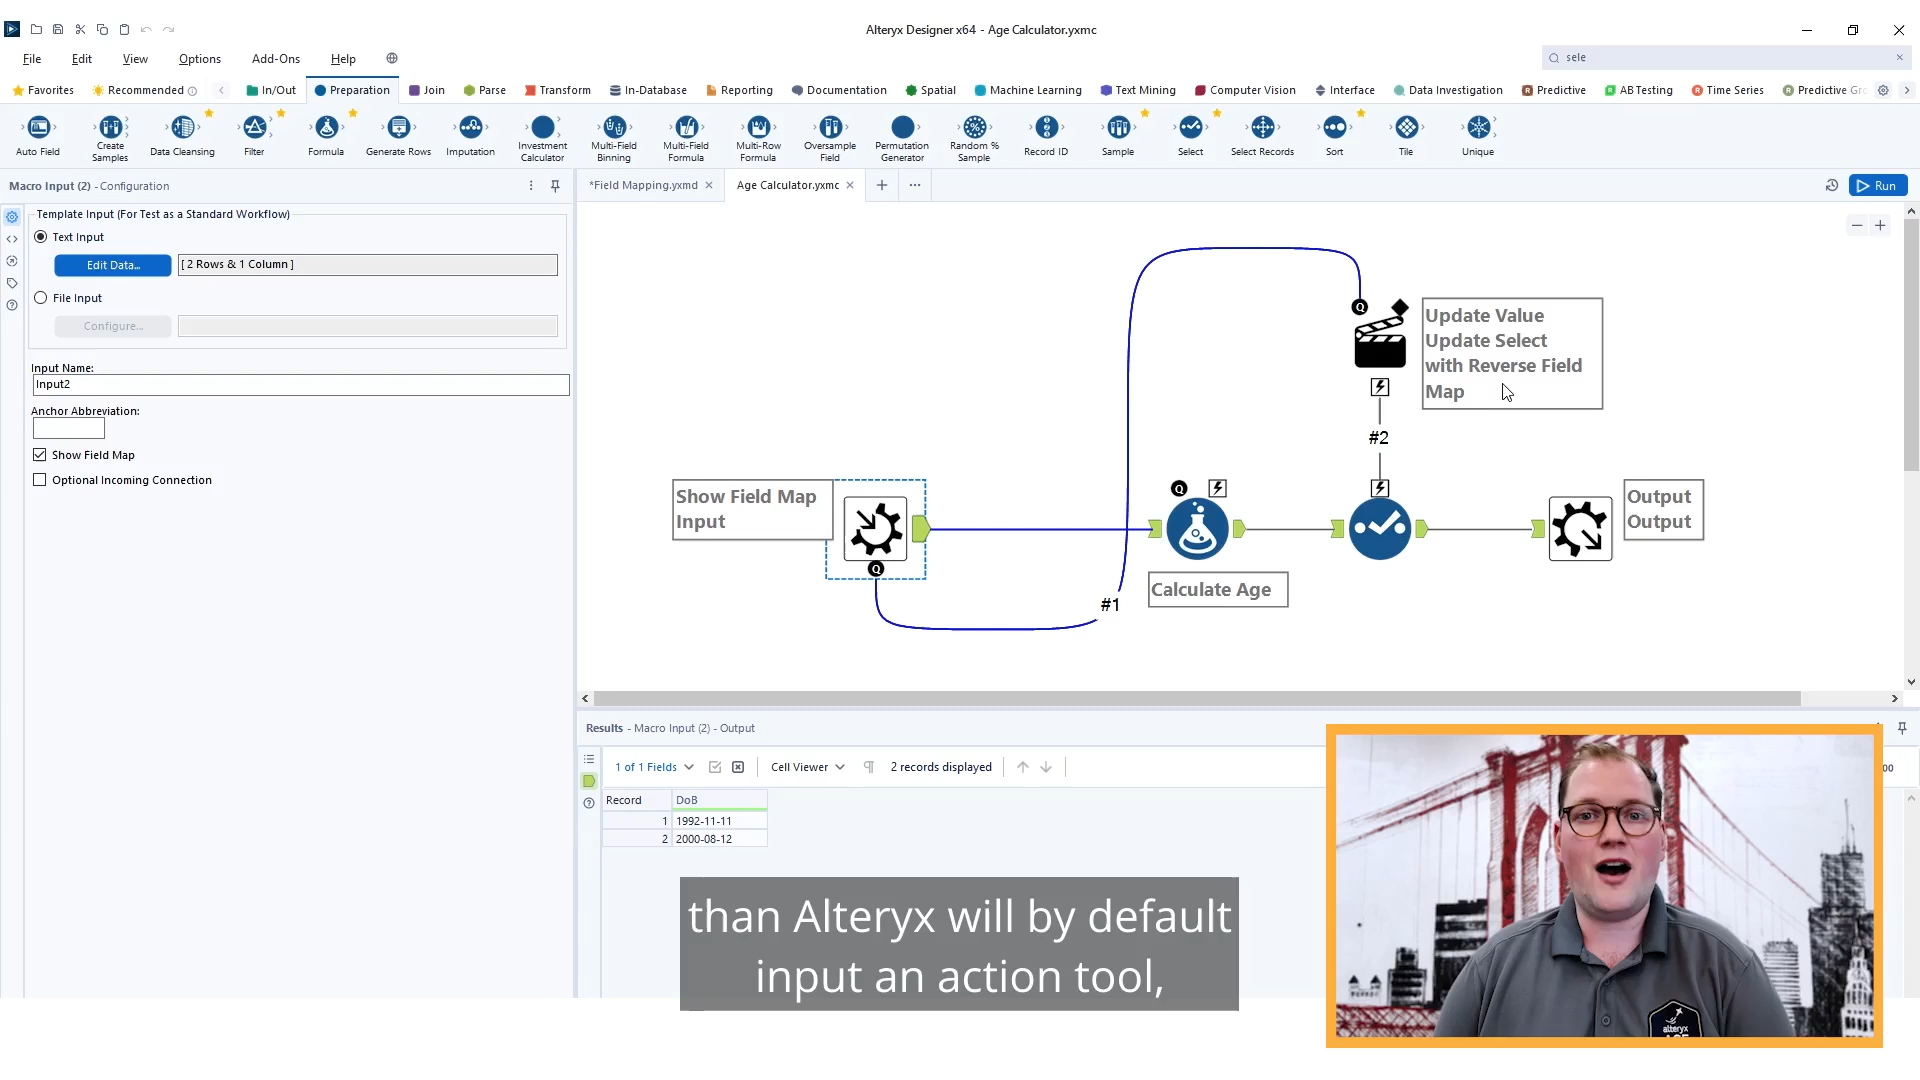 Alteryx Designer x64 - Age Calculator.yxmc
File Edit View Options Add-Ons Help
sele
Favorites Recommended In/Out Preparation Join Parse Transform In-Database Reporting Documentation Spatial Machine Learning Text Mining Computer Vision Interface Data Investigation Predictive AB Testing Time Series Predictive Gr
Auto Field
Create Samples
Data Cleansing
Filter
Formula
Generate Rows
Imputation
Investment Calculator
Multi-Field Binning
Multi-Field Formula
Multi-Row Formula
Oversample Field
Permutation Generator
Random % Sample
Record ID
Sample
Select
Select Records
Sort
Tile
Unique
Macro Input (2) - Configuration
*Field Mapping.yxmd
Age Calculator.yxmc
Run
Template Input (For Test as a Standard Workflow)
Text Input
Edit Data...
[ 2 Rows & 1 Column ]
File Input
Configure...
Input Name:
Input2
Anchor Abbreviation:
Show Field Map
Optional Incoming Connection
Q
Update Value
Update Select
with Reverse Field
Map
#2
Show Field Map
Input
Q
Q
Output
Output
Calculate Age
#1
Results - Macro Input (2) - Output
1 of 1 Fields
Cell Viewer
2 records displayed
00
Record DoB
1 1992-11-11
2 2000-08-12
than Alteryx will by default
input an action tool,
alteryx
ACE